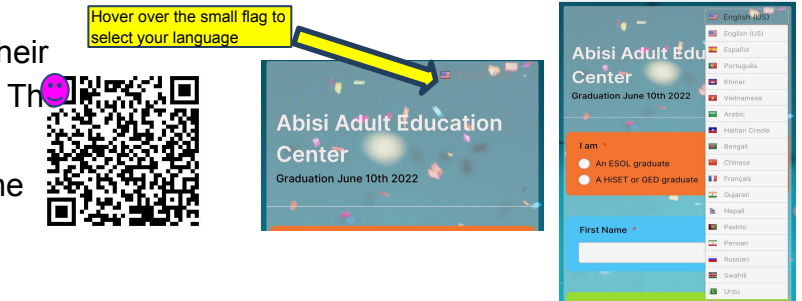 Hover over the small flag to
select your language
heir
Th
ne
Abisi Adult Education
Center
Graduation June 10th 2022
English (US)
Abisi Adult Edu
Center
Graduation June 10th 2022
I am *
An ESOL graduate
A HiSET or GED graduate
First Name *
English (US)
Español
Português
Khmer
Vietnamese
Arabic
Haitian Creole
Bengali
Chinese
Français
Gujarati
Nepali
Pashto
Persian
Russian
Swahili
Urdu